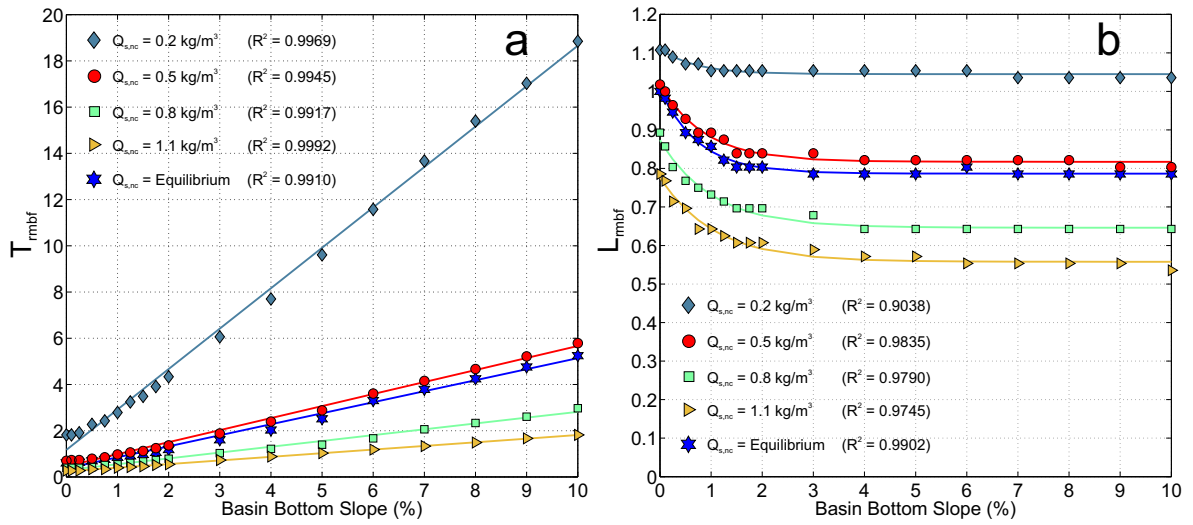 a
Q_s,nc = 0.2 kg/m³ (R² = 0.9969)
Q_s,nc = 0.5 kg/m³ (R² = 0.9945)
Q_s,nc = 0.8 kg/m³ (R² = 0.9917)
Q_s,nc = 1.1 kg/m³ (R² = 0.9992)
Q_s,nc = Equilibrium (R² = 0.9910)
T_rmbf
20
18
16
14
12
10
8
6
4
2
0
0 1 2 3 4 5 6 7 8 9 10
Basin Bottom Slope (%)
b
L_rmbf
1.2
1.1
1
0.9
0.8
0.7
0.6
0.5
0.4
0.3
0.2
0.1
0
Q_s,nc = 0.2 kg/m³ (R² = 0.9038)
Q_s,nc = 0.5 kg/m³ (R² = 0.9835)
Q_s,nc = 0.8 kg/m³ (R² = 0.9790)
Q_s,nc = 1.1 kg/m³ (R² = 0.9745)
Q_s,nc = Equilibrium (R² = 0.9902)
0 1 2 3 4 5 6 7 8 9 10
Basin Bottom Slope (%)